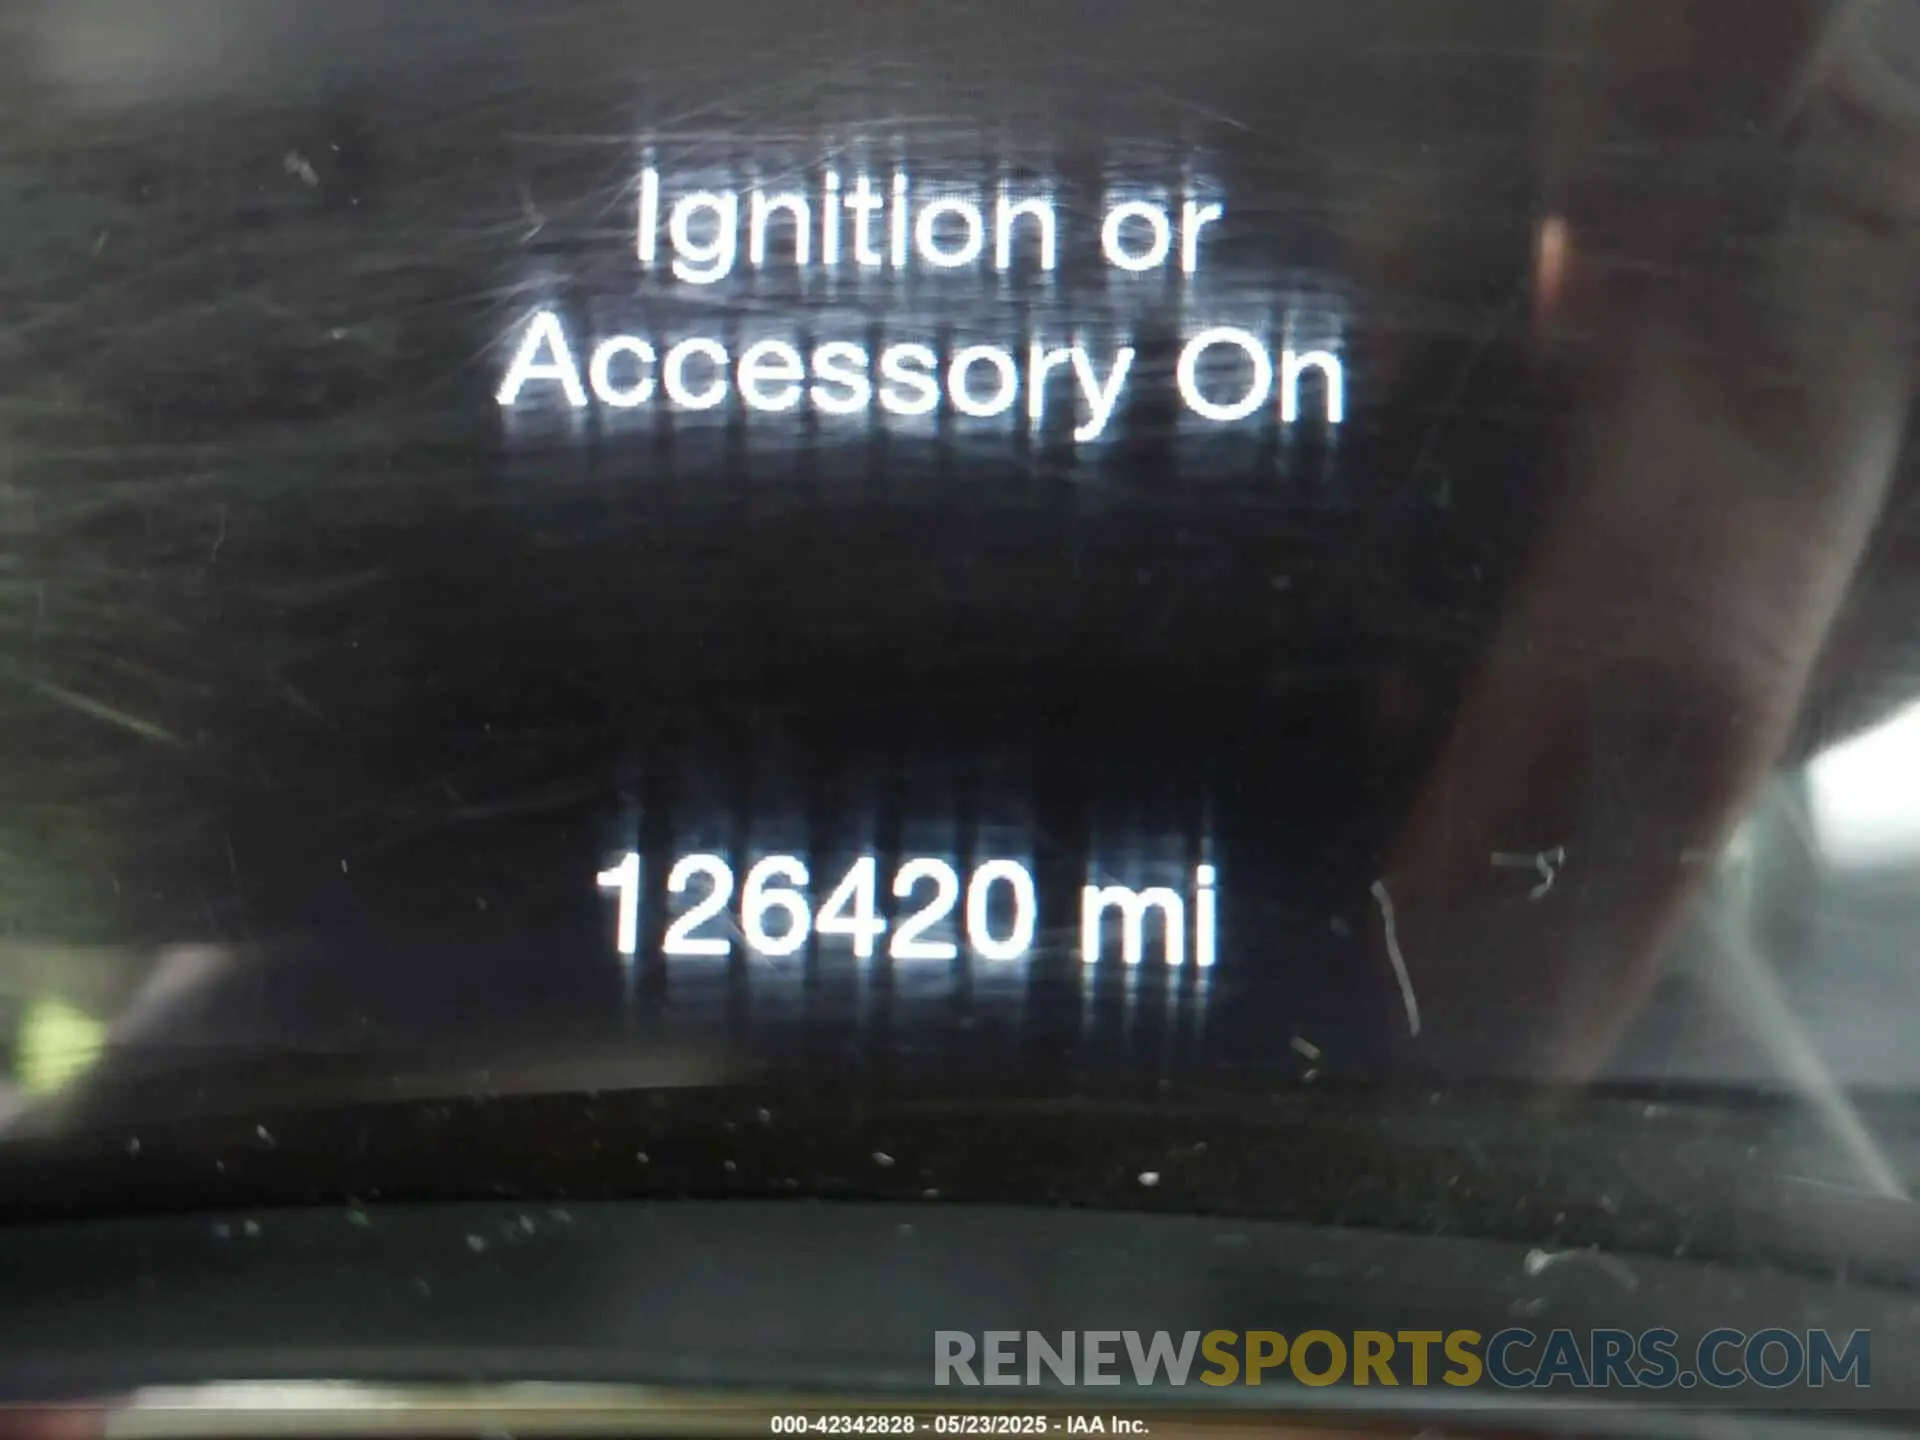 Ignition or
Accessory On
126420 mi
RENEWSPORTSCARS.COM
000-42342828 - 05/23/2025 - IAA Inc.